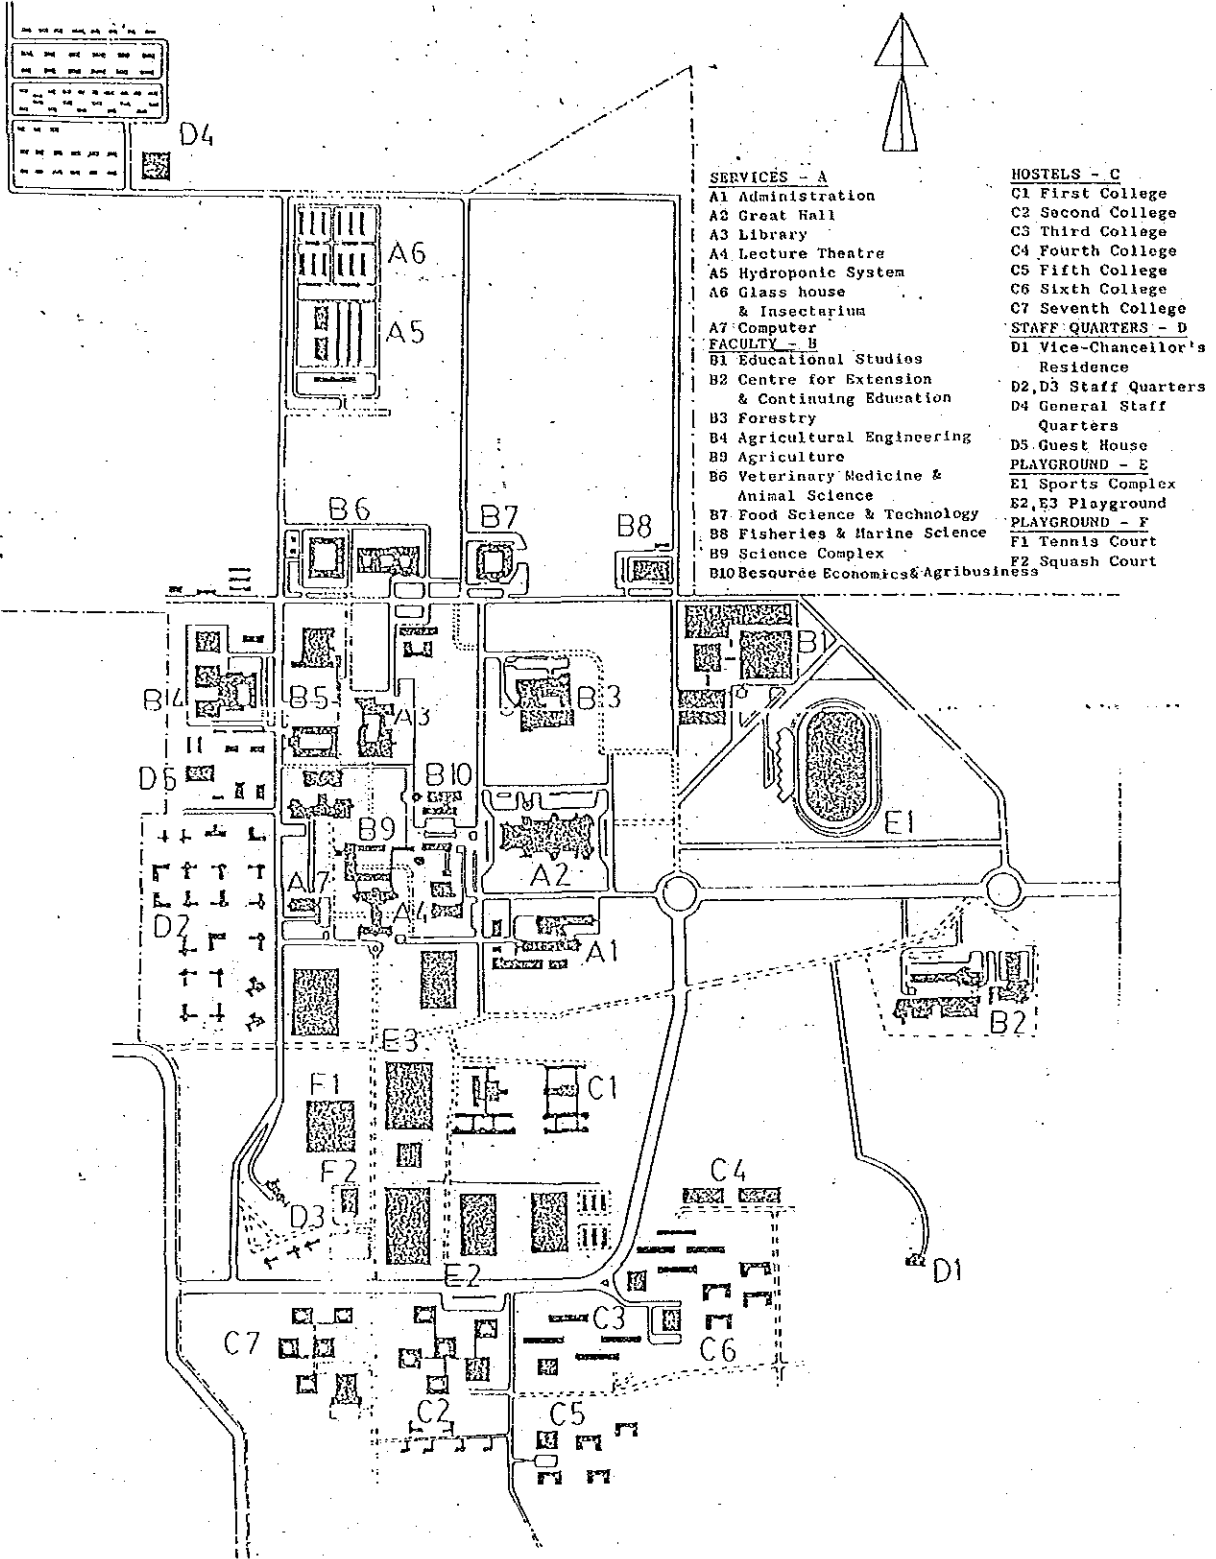 SERVICES - A
A1 Administration
A2 Great Hall
A3 Library
A4 Lecture Theatre
A5 Hydroponic System
A6 Glass house
& Insectarium
A7 Computer
FACULTY - B
B1 Educational Studies
B2 Centre for Extension
& Continuing Education
B3 Forestry
B4 Agricultural Engineering
B9 Agriculture
B6 Veterinary Medicine &
Animal Science
B7 Food Science & Technology
B8 Fisheries & Marine Science
B9 Science Complex
B10 Resource Economics & Agribusiness
HOSTELS - C
C1 First College
C2 Second College
C3 Third College
C4 Fourth College
C5 Fifth College
C6 Sixth College
C7 Seventh College
STAFF QUARTERS - D
D1 Vice-Chancellor's
Residence
D2,D3 Staff Quarters
D4 General Staff
Quarters
D5 Guest House
PLAYGROUND - E
E1 Sports Complex
E2,E3 Playground
PLAYGROUND - F
F1 Tennis Court
F2 Squash Court
D4
A6
A5
B6
B7
B8
B1
B4
B5
A3
B3
D5
B10
E1
B9
A2
A7
D2
A4
A1
B2
E3
F1
C1
F2
C4
D3
D1
E2
C7
C3
C6
C2
C5